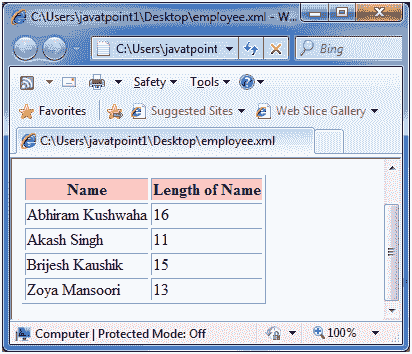 C:\Users\javatpoint1\Desktop\employee.xml - W...
C:\Users\javatpoint
Bing
Safety Tools
Favorites Suggested Sites Web Slice Gallery
C:\Users\javatpoint1\Desktop\employee.xml
Name Length of Name
Abhiram Kushwaha 16
Akash Singh 11
Brijesh Kaushik 15
Zoya Mansoori 13
Computer | Protected Mode: Off 100%